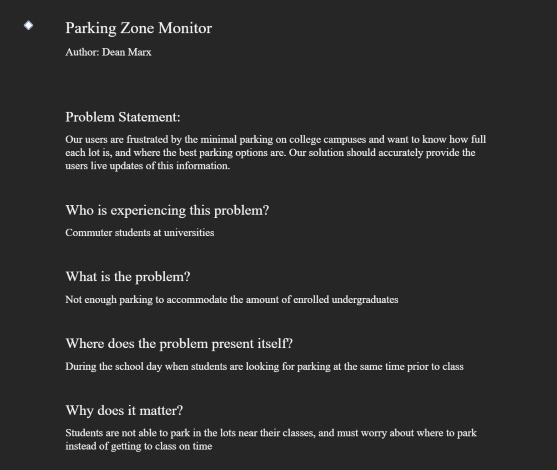 Parking Zone Monitor
Author: Dean Marx
Problem Statement:
Our users are frustrated by the minimal parking on college campuses and want to know how full
each lot is, and where the best parking options are. Our solution should accurately provide the
users live updates of this information.
Who is experiencing this problem?
Commuter students at universities
What is the problem?
Not enough parking to accommodate the amount of enrolled undergraduates
Where does the problem present itself?
During the school day when students are looking for parking at the same time prior to class
Why does it matter?
Students are not able to park in the lots near their classes, and must worry about where to park
instead of getting to class on time